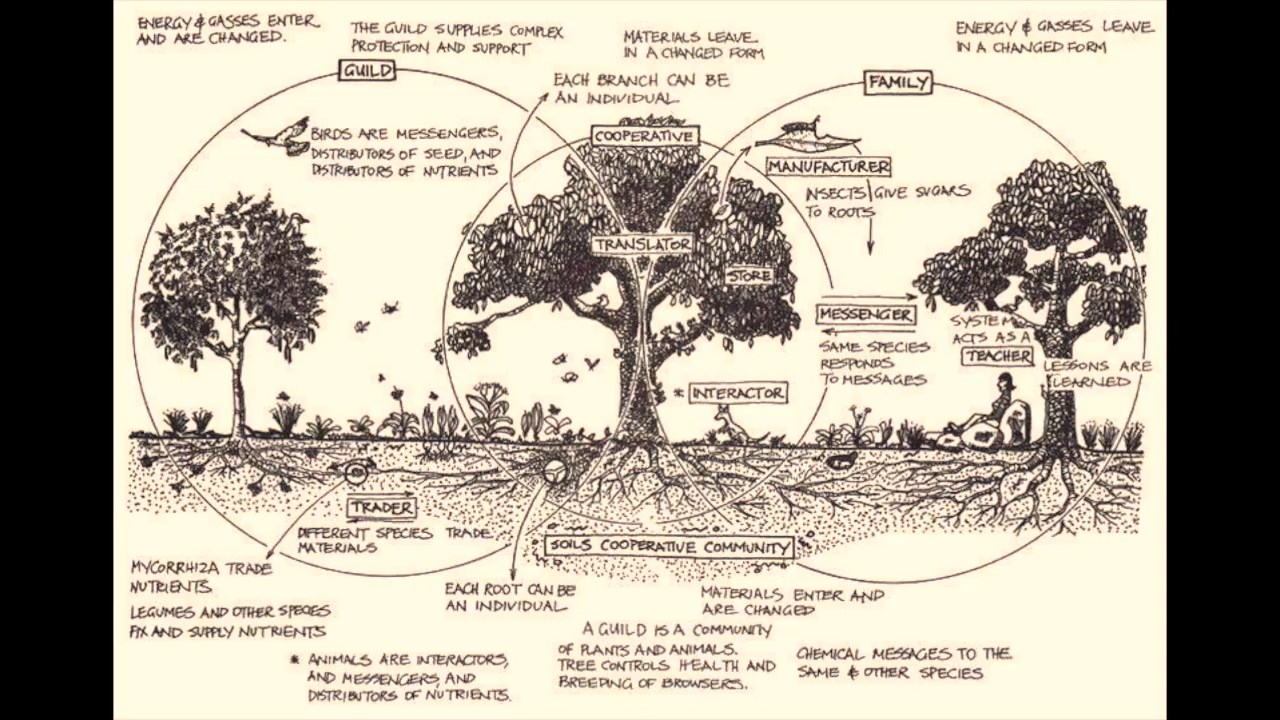 ENERGY & GASSES ENTER
AND ARE CHANGED.
THE GUILD SUPPLIES COMPLEX
PROTECTION AND SUPPORT
MATERIALS LEAVE
IN A CHANGED FORM
ENERGY & GASSES LEAVE
IN A CHANGED FORM
GUILD
EACH BRANCH CAN BE
AN INDIVIDUAL.
FAMILY
BIRDS ARE MESSENGERS,
DISTRIBUTORS OF SEED, AND
DISTRIBUTORS OF NUTRIENTS
COOPERATIVE
MANUFACTURER
INSECTS GIVE SUGARS
TO ROOTS
TRANSLATOR
STORE
MESSENGER
SAME SPECIES
RESPONDS
TO MESSAGES
SYSTEM
ACTS AS A
TEACHER
LESSONS ARE
LEARNED
* INTERACTOR
TRADER
DIFFERENT SPECIES TRADE
MATERIALS
SOILS COOPERATIVE COMMUNITY
MYCORRHIZA TRADE
NUTRIENTS
LEGUMES AND OTHER SPECIES
FIX AND SUPPLY NUTRIENTS
EACH ROOT CAN BE
AN INDIVIDUAL
MATERIALS ENTER AND
ARE CHANGED
* ANIMALS ARE INTERACTORS,
AND MESSENGERS, AND
DISTRIBUTORS OF NUTRIENTS.
A GUILD IS A COMMUNITY
OF PLANTS AND ANIMALS.
TREE CONTROLS HEALTH AND
BREEDING OF BROWSERS.
CHEMICAL MESSAGES TO THE
SAME & OTHER SPECIES